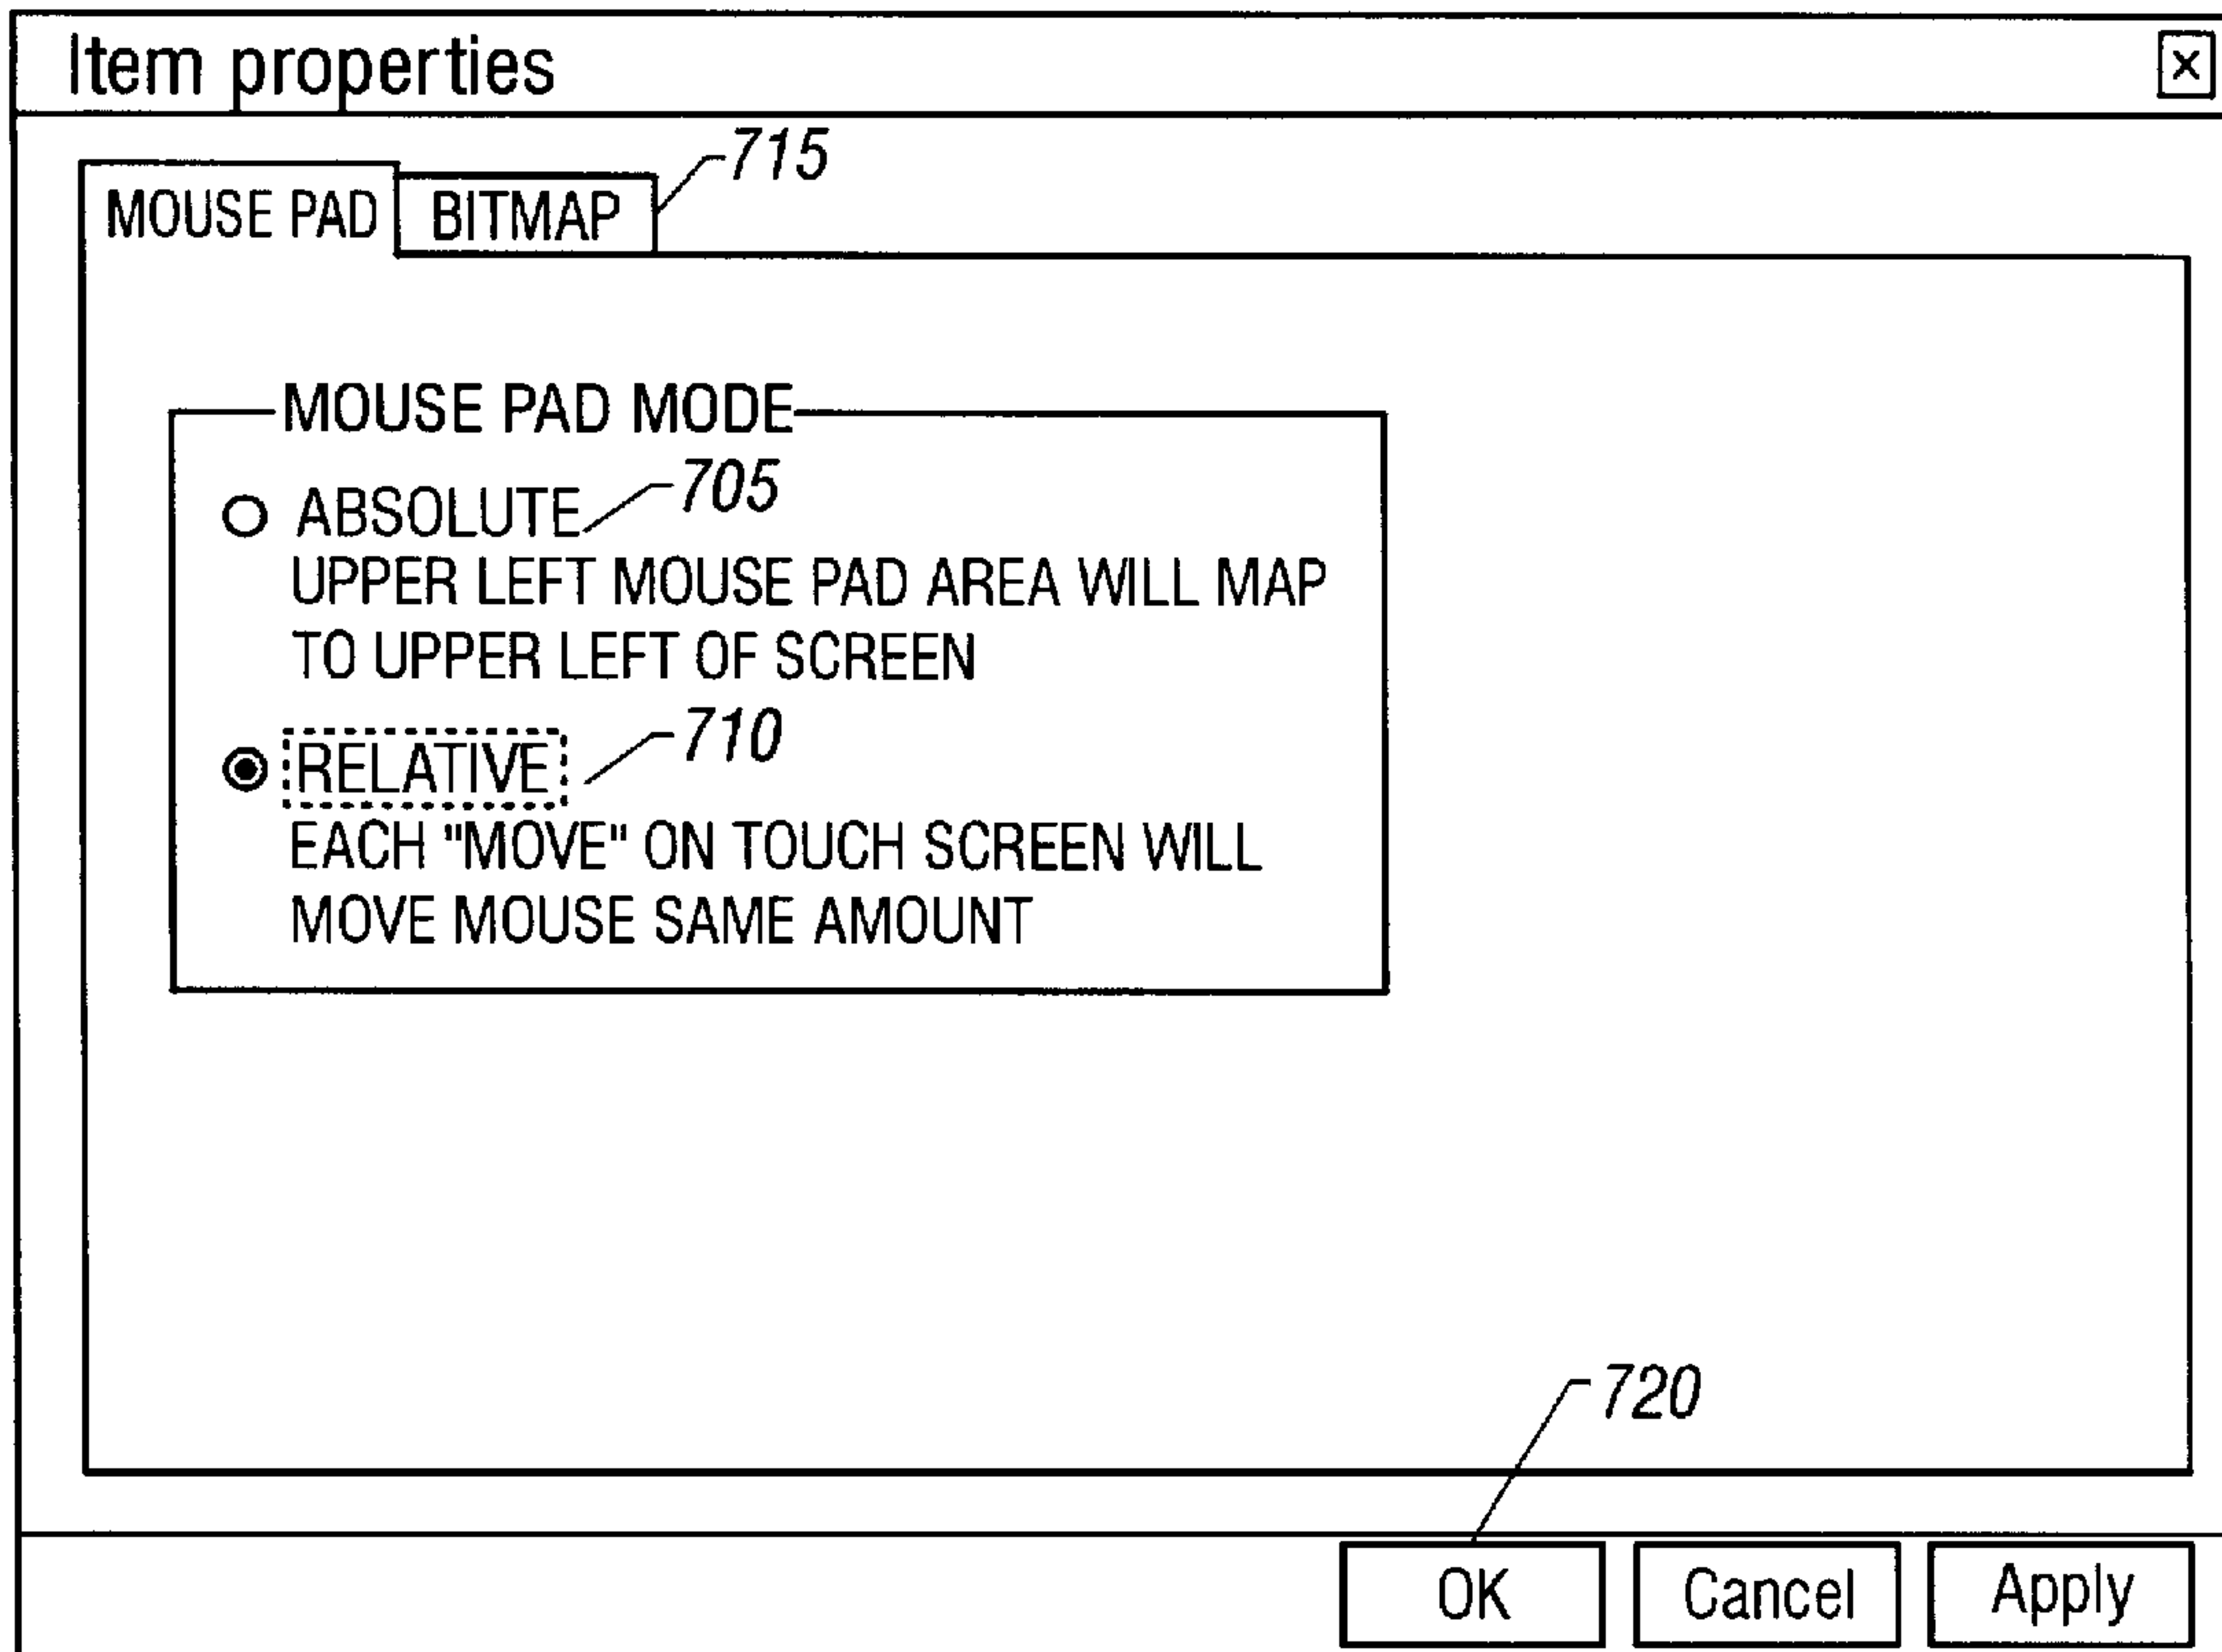 Item properties X
715
MOUSE PAD BITMAP
MOUSE PAD MODE
ABSOLUTE 705
UPPER LEFT MOUSE PAD AREA WILL MAP
TO UPPER LEFT OF SCREEN
710
RELATIVE
EACH "MOVE" ON TOUCH SCREEN WILL
MOVE MOUSE SAME AMOUNT
720
OK Cancel Apply